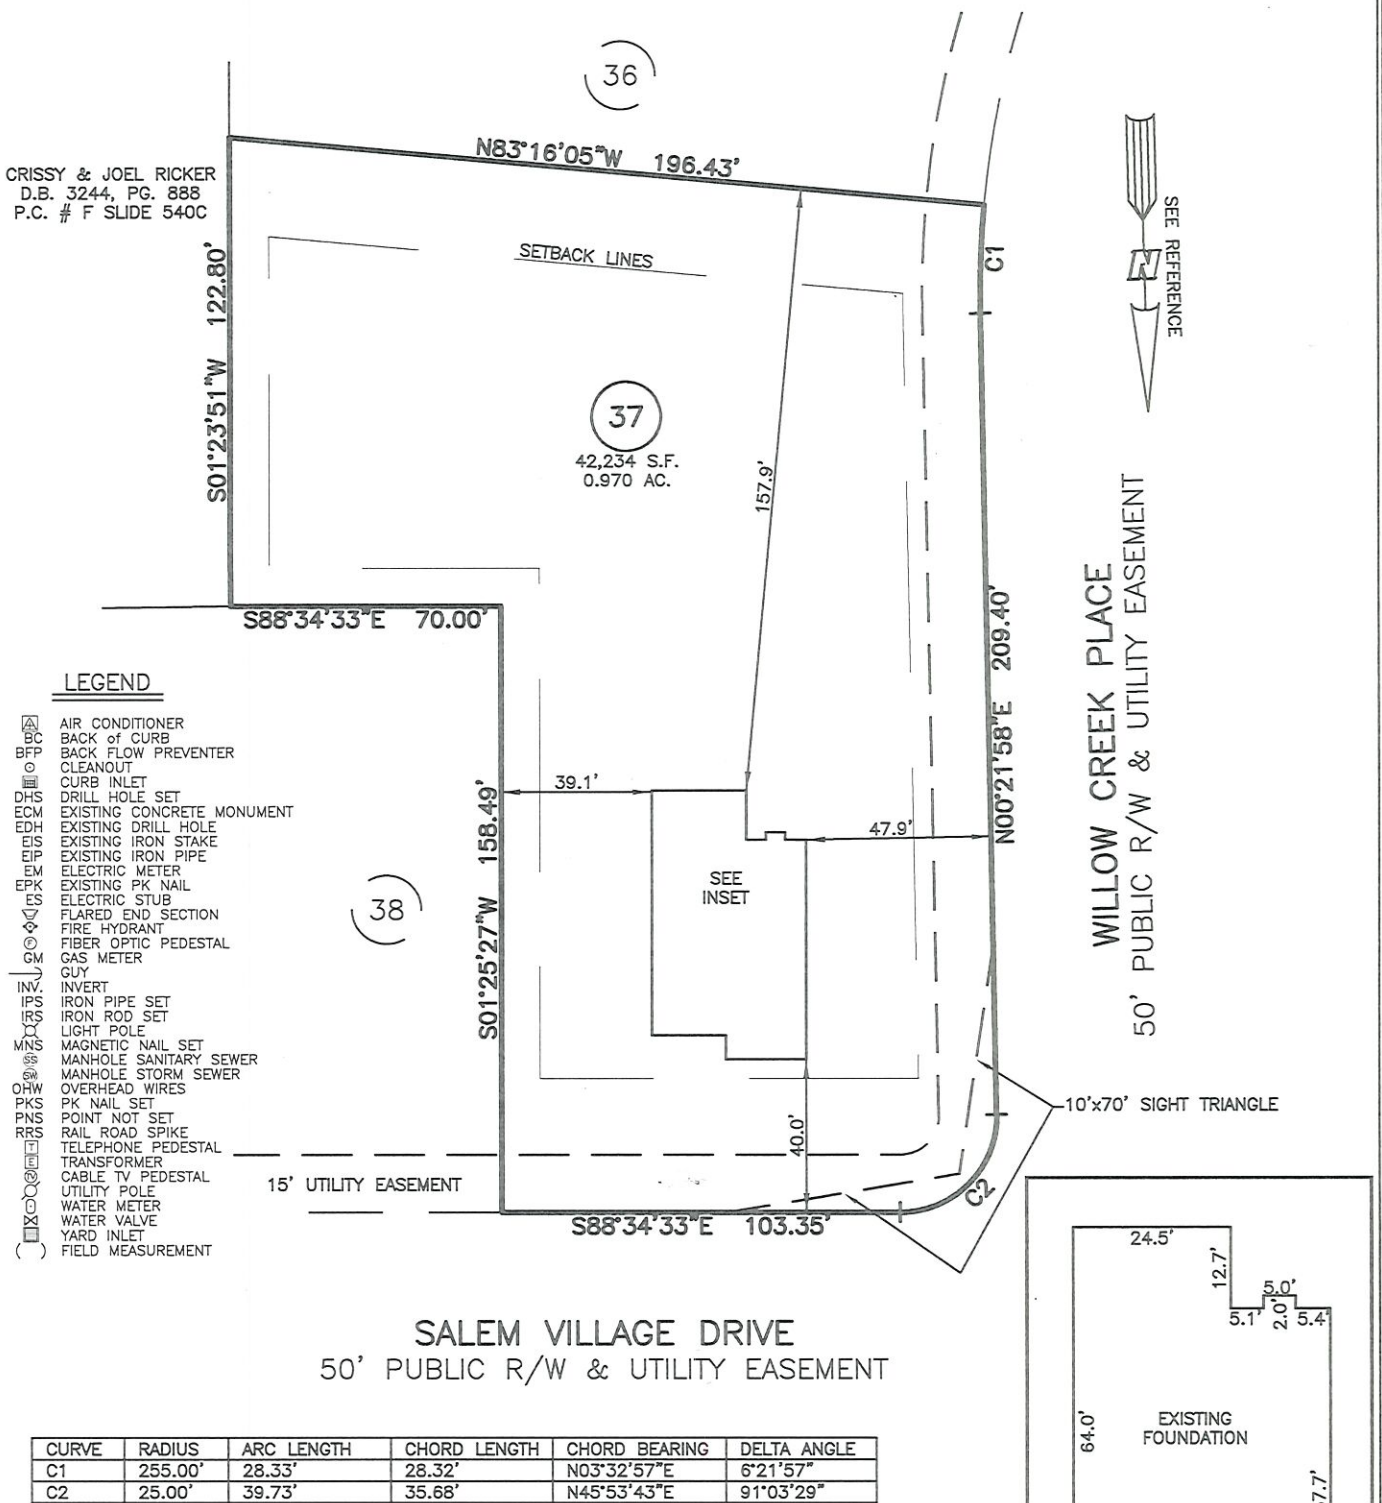 36
N83°16'05"W 196.43'
CRISSY & JOEL RICKER
D.B. 3244, PG. 888
P.C. # F SLIDE 540C
SETBACK LINES
C1
N
SEE REFERENCE
S01°23'51"W 122.80'
37
42,234 S.F.
0.970 AC.
157.9'
S88°34'33"E 70.00'
N00°21'58"E 209.40'
WILLOW CREEK PLACE
50' PUBLIC R/W & UTILITY EASEMENT
39.1'
47.9'
SEE
INSET
38
S01°25'27"W 158.49'
40.0'
10'x70' SIGHT TRIANGLE
15' UTILITY EASEMENT
C2
S88°34'33"E 103.35'
LEGEND
A AIR CONDITIONER
BC BACK of CURB
BFP BACK FLOW PREVENTER
CLEANOUT
CURB INLET
DHS DRILL HOLE SET
ECM EXISTING CONCRETE MONUMENT
EDH EXISTING DRILL HOLE
EIS EXISTING IRON STAKE
EIP EXISTING IRON PIPE
EM ELECTRIC METER
EPK EXISTING PK NAIL
ES ELECTRIC STUB
FLARED END SECTION
FIRE HYDRANT
F FIBER OPTIC PEDESTAL
GM GAS METER
GUY
INV. INVERT
IPS IRON PIPE SET
IRS IRON ROD SET
LIGHT POLE
MNS MAGNETIC NAIL SET
SS MANHOLE SANITARY SEWER
SW MANHOLE STORM SEWER
OHW OVERHEAD WIRES
PKS PK NAIL SET
PNS POINT NOT SET
RRS RAIL ROAD SPIKE
T TELEPHONE PEDESTAL
E TRANSFORMER
CABLE TV PEDESTAL
UTILITY POLE
WATER METER
WATER VALVE
YARD INLET
( ) FIELD MEASUREMENT
SALEM VILLAGE DRIVE
50' PUBLIC R/W & UTILITY EASEMENT
24.5'
12.7'
5.0'
5.1' 2.0' 5.4'
64.0'
EXISTING
FOUNDATION
7.7'
CURVE RADIUS ARC LENGTH CHORD LENGTH CHORD BEARING DELTA ANGLE
C1 255.00' 28.33' 28.32' N03°32'57"E 6°21'57"
C2 25.00' 39.73' 35.68' N45°53'43"E 91°03'29"